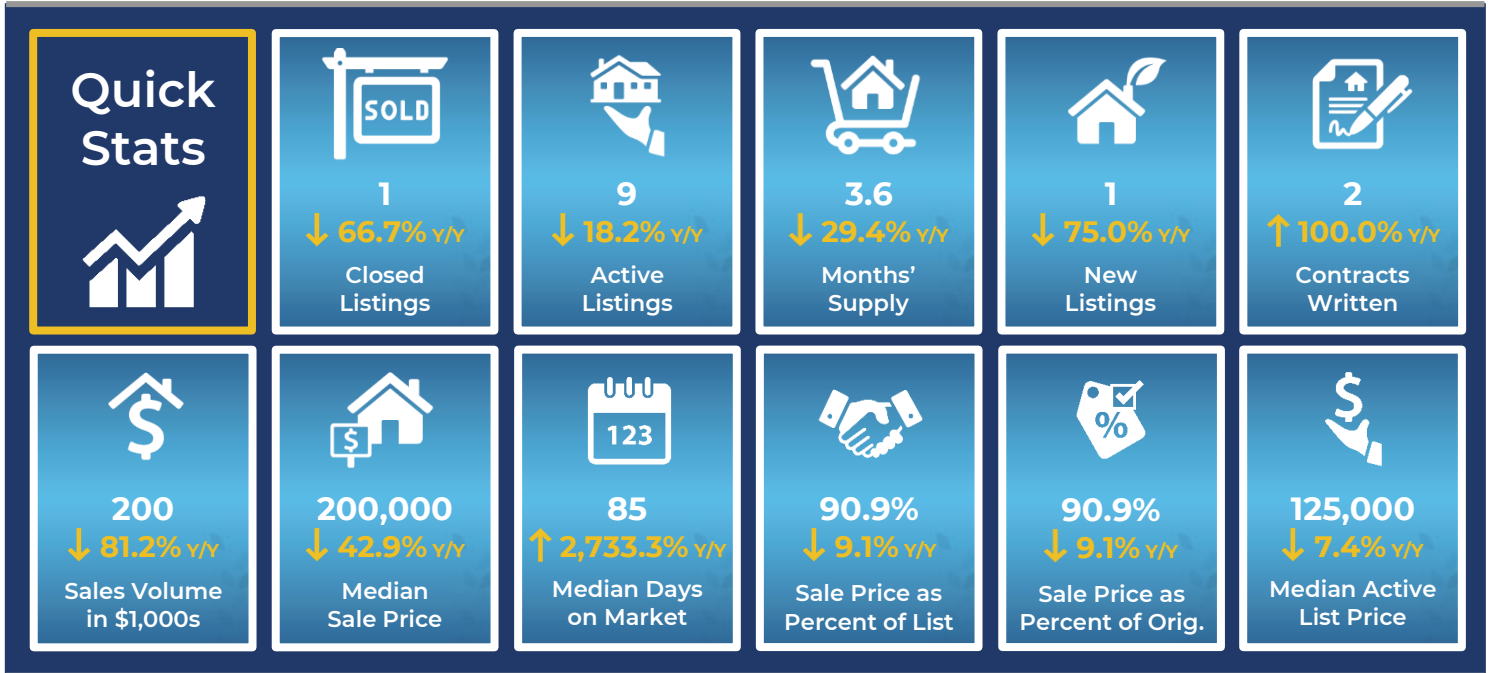 Quick
Stats
SOLD
1
↓ 66.7% Y/Y
Closed
Listings
9
↓ 18.2% Y/Y
Active
Listings
3.6
↓ 29.4% Y/Y
Months’
Supply
1
↓ 75.0% Y/Y
New
Listings
2
↑ 100.0% Y/Y
Contracts
Written
$
200
↓ 81.2% Y/Y
Sales Volume
in $1,000s
$
200,000
↓ 42.9% Y/Y
Median
Sale Price
123
85
↑ 2,733.3% Y/Y
Median Days
on Market
90.9%
↓ 9.1% Y/Y
Sale Price as
Percent of List
%
90.9%
↓ 9.1% Y/Y
Sale Price as
Percent of Orig.
$
125,000
↓ 7.4% Y/Y
Median Active
List Price